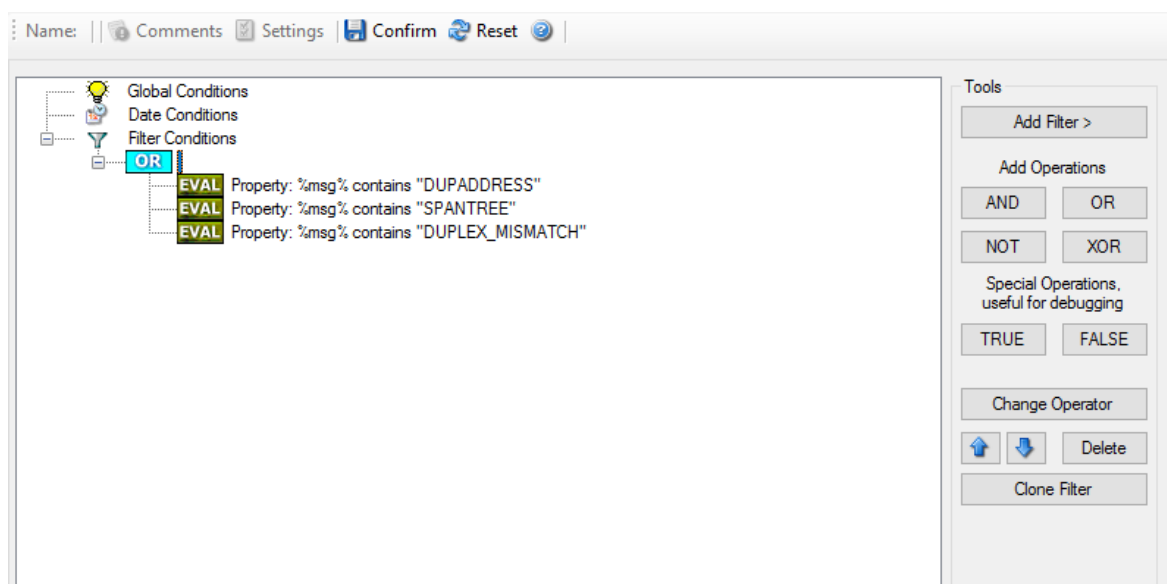 Name: Comments Settings Confirm Reset
Global Conditions
Date Conditions
Filter Conditions
OR
EVAL Property: %msg% contains "DUPADDRESS"
EVAL Property: %msg% contains "SPANTREE"
EVAL Property: %msg% contains "DUPLEX_MISMATCH"
Tools
Add Filter >
Add Operations
AND OR
NOT XOR
Special Operations,
useful for debugging
TRUE FALSE
Change Operator
Delete
Clone Filter